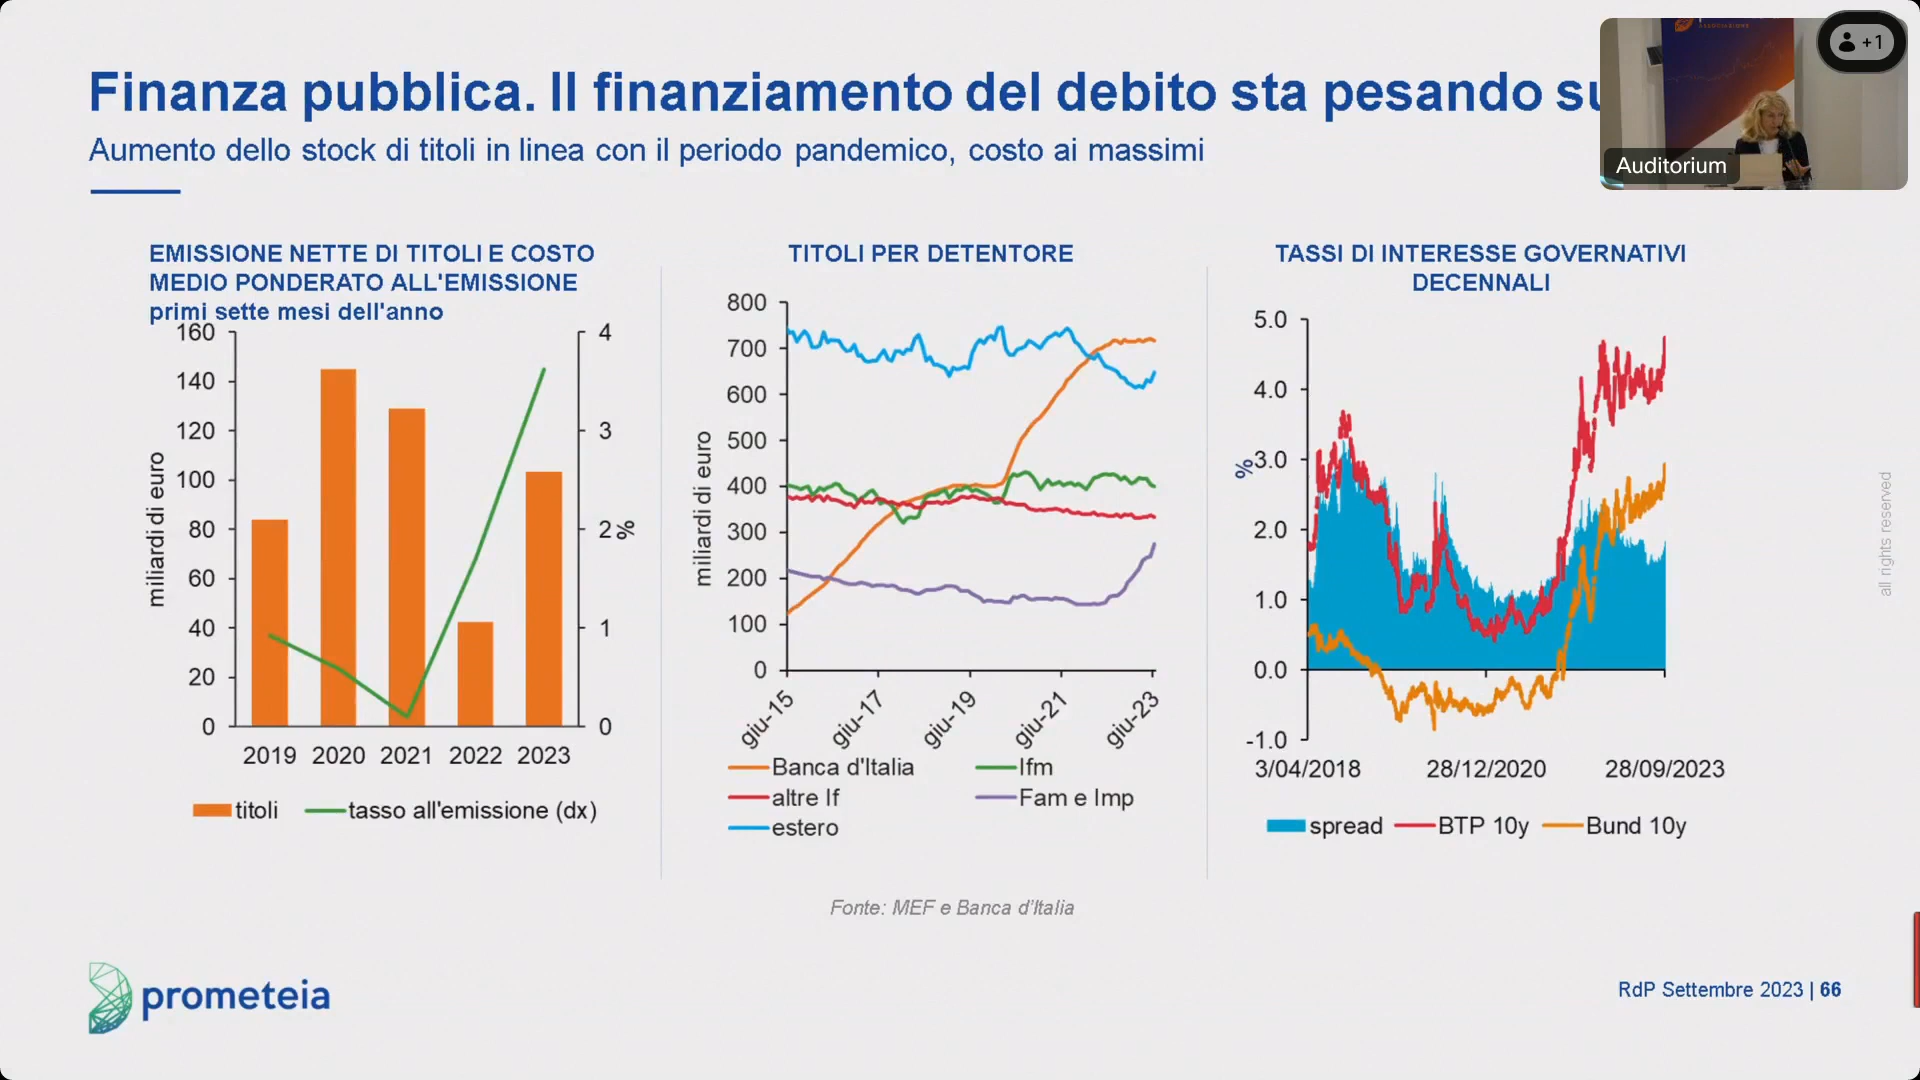 Finanza pubblica. Il finanziamento del debito sta pesando su
Aumento dello stock di titoli in linea con il periodo pandemico, costo ai massimi
+1
Auditorium
EMISSIONE NETTE DI TITOLI E COSTO
MEDIO PONDERATO ALL'EMISSIONE
primi sette mesi dell'anno
160
140
120
100
80
60
40
20
0
miliardi di euro
4
3
2
1
0
%
2019 2020 2021 2022 2023
titoli
tasso all'emissione (dx)
TITOLI PER DETENTORE
800
700
600
500
400
300
200
100
0
miliardi di euro
giu-15 giu-17 giu-19 giu-21 giu-23
Banca d'Italia
Ifm
altre If
Fam e Imp
estero
TASSI DI INTERESSE GOVERNATIVI
DECENNALI
5.0
4.0
3.0
2.0
1.0
0.0
-1.0
%
3/04/2018 28/12/2020 28/09/2023
spread BTP 10y Bund 10y
all rights reserved
Fonte: MEF e Banca d'Italia
prometeia
RdP Settembre 2023 | 66